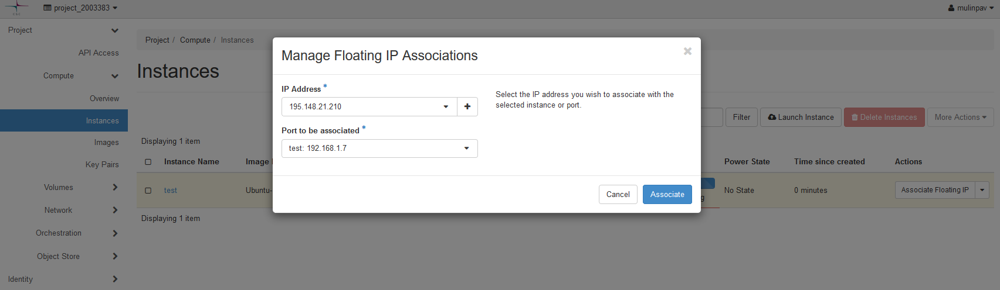 CSC
project_2003383
mulinpav
Project
API Access
Compute
Overview
Instances
Images
Key Pairs
Volumes
Network
Orchestration
Object Store
Identity
Project / Compute / Instances
Instances
Filter
Launch Instance
Delete Instances
More Actions
Displaying 1 item
Instance Name
Image
Power State
Time since created
Actions
test
Ubuntu-
No State
0 minutes
Associate Floating IP
Displaying 1 item
Manage Floating IP Associations
IP Address *
195.148.21.210
Port to be associated *
test: 192.168.1.7
Select the IP address you wish to associate with the
selected instance or port.
Cancel
Associate